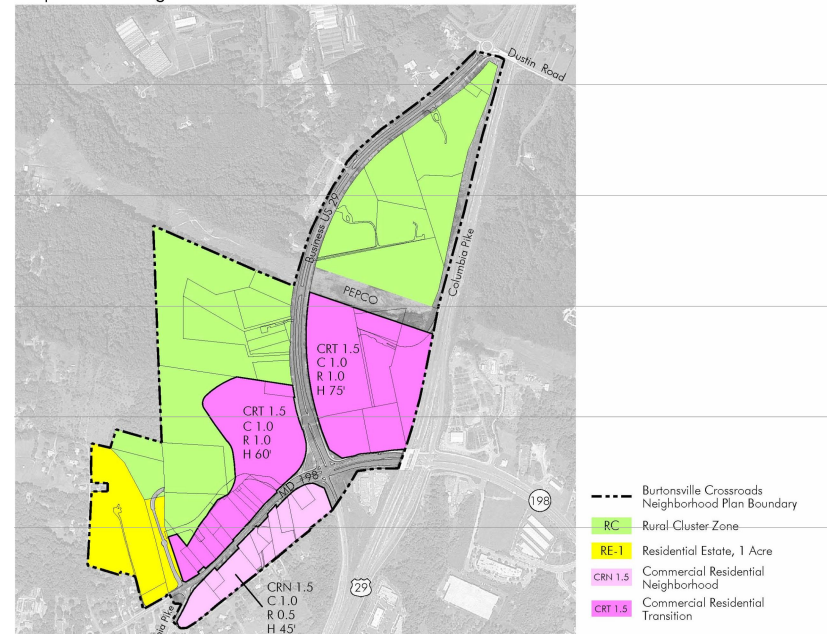 Dustin Road
Business US 29
Columbia Pike
PEPCO
CRT 1.5
C 1.0
R 1.0
H 75'
CRT 1.5
C 1.0
R 1.0
H 60'
MD 198
198
CRN 1.5
C 1.0
R 0.5
H 45'
29
Pike
Burtonsville Crossroads
Neighborhood Plan Boundary
RC Rural Cluster Zone
RE-1 Residential Estate, 1 Acre
CRN 1.5 Commercial Residential
Neighborhood
CRT 1.5 Commercial Residential
Transition